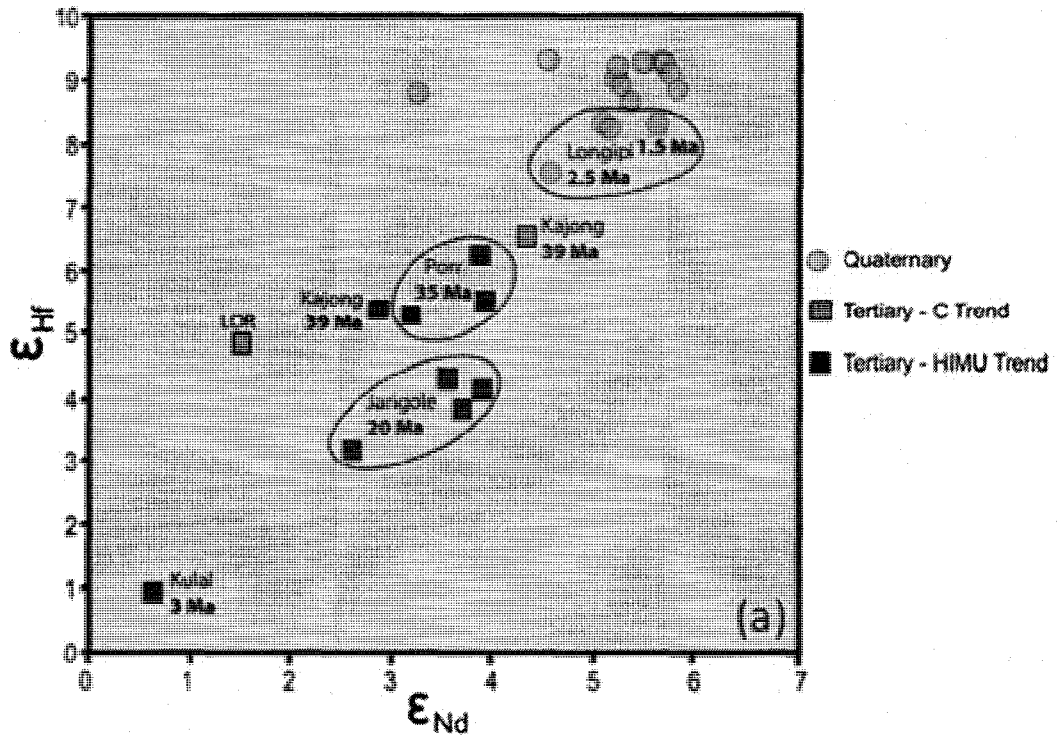 10
9
8
7
6
5
4
3
2
1
0
εHf
Longipi 1.5 Ma
2.5 Ma
Kajong
39 Ma
Porr
35 Ma
Kajong
39 Ma
LOR
Jarigole
20 Ma
Kulal
3 Ma
(a)
0 1 2 3 4 5 6 7
εNd
Quaternary
Tertiary - C Trend
Tertiary - HIMU Trend